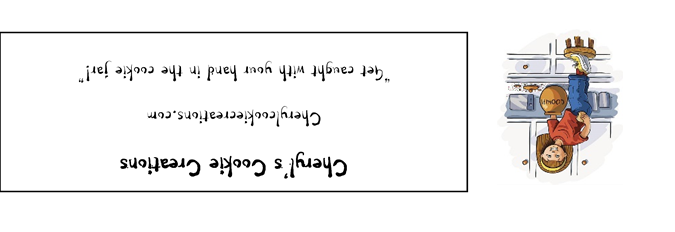 Cheryl's Cookie Creations
Cherylcookiecreations.com
"Get caught with your hand in the cookie jar!"